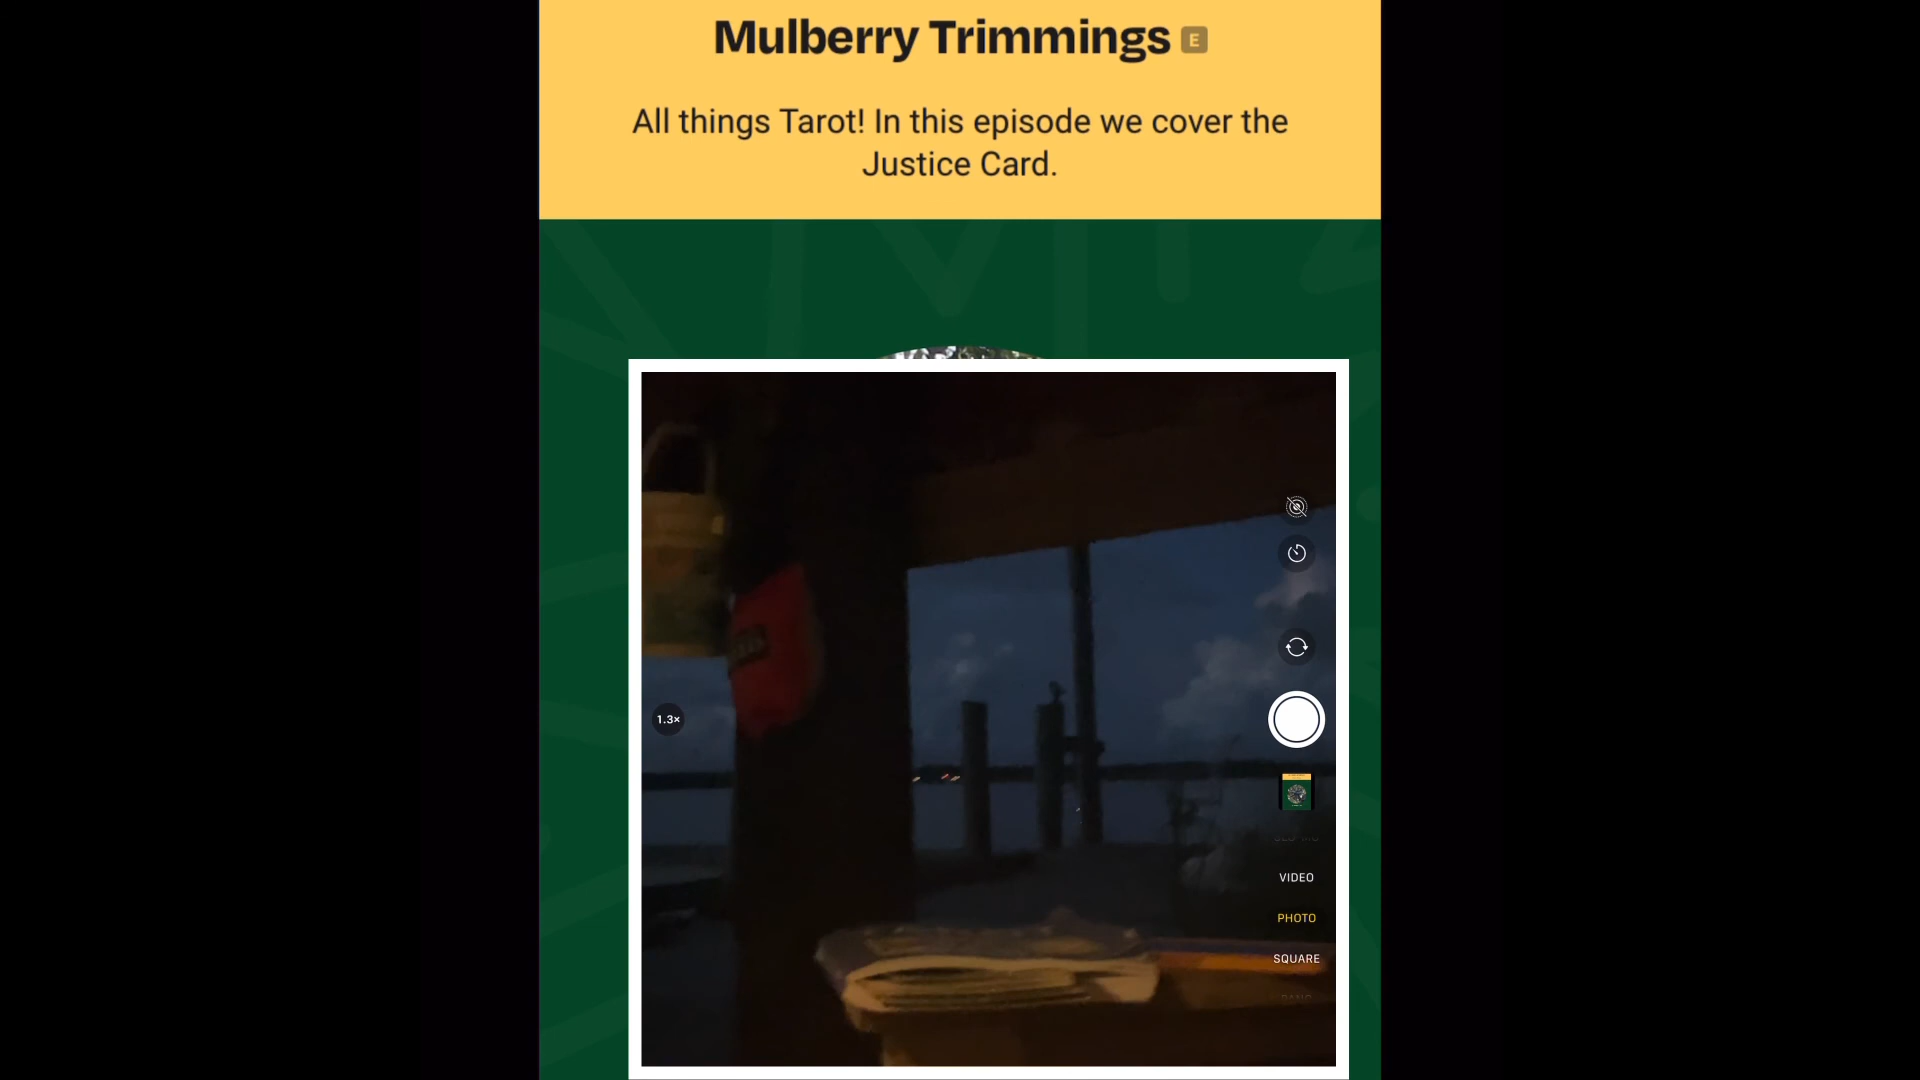 Mulberry Trimmings E
All things Tarot! In this episode we cover the
Justice Card.
1.3×
VIDEO
PHOTO
SQUARE